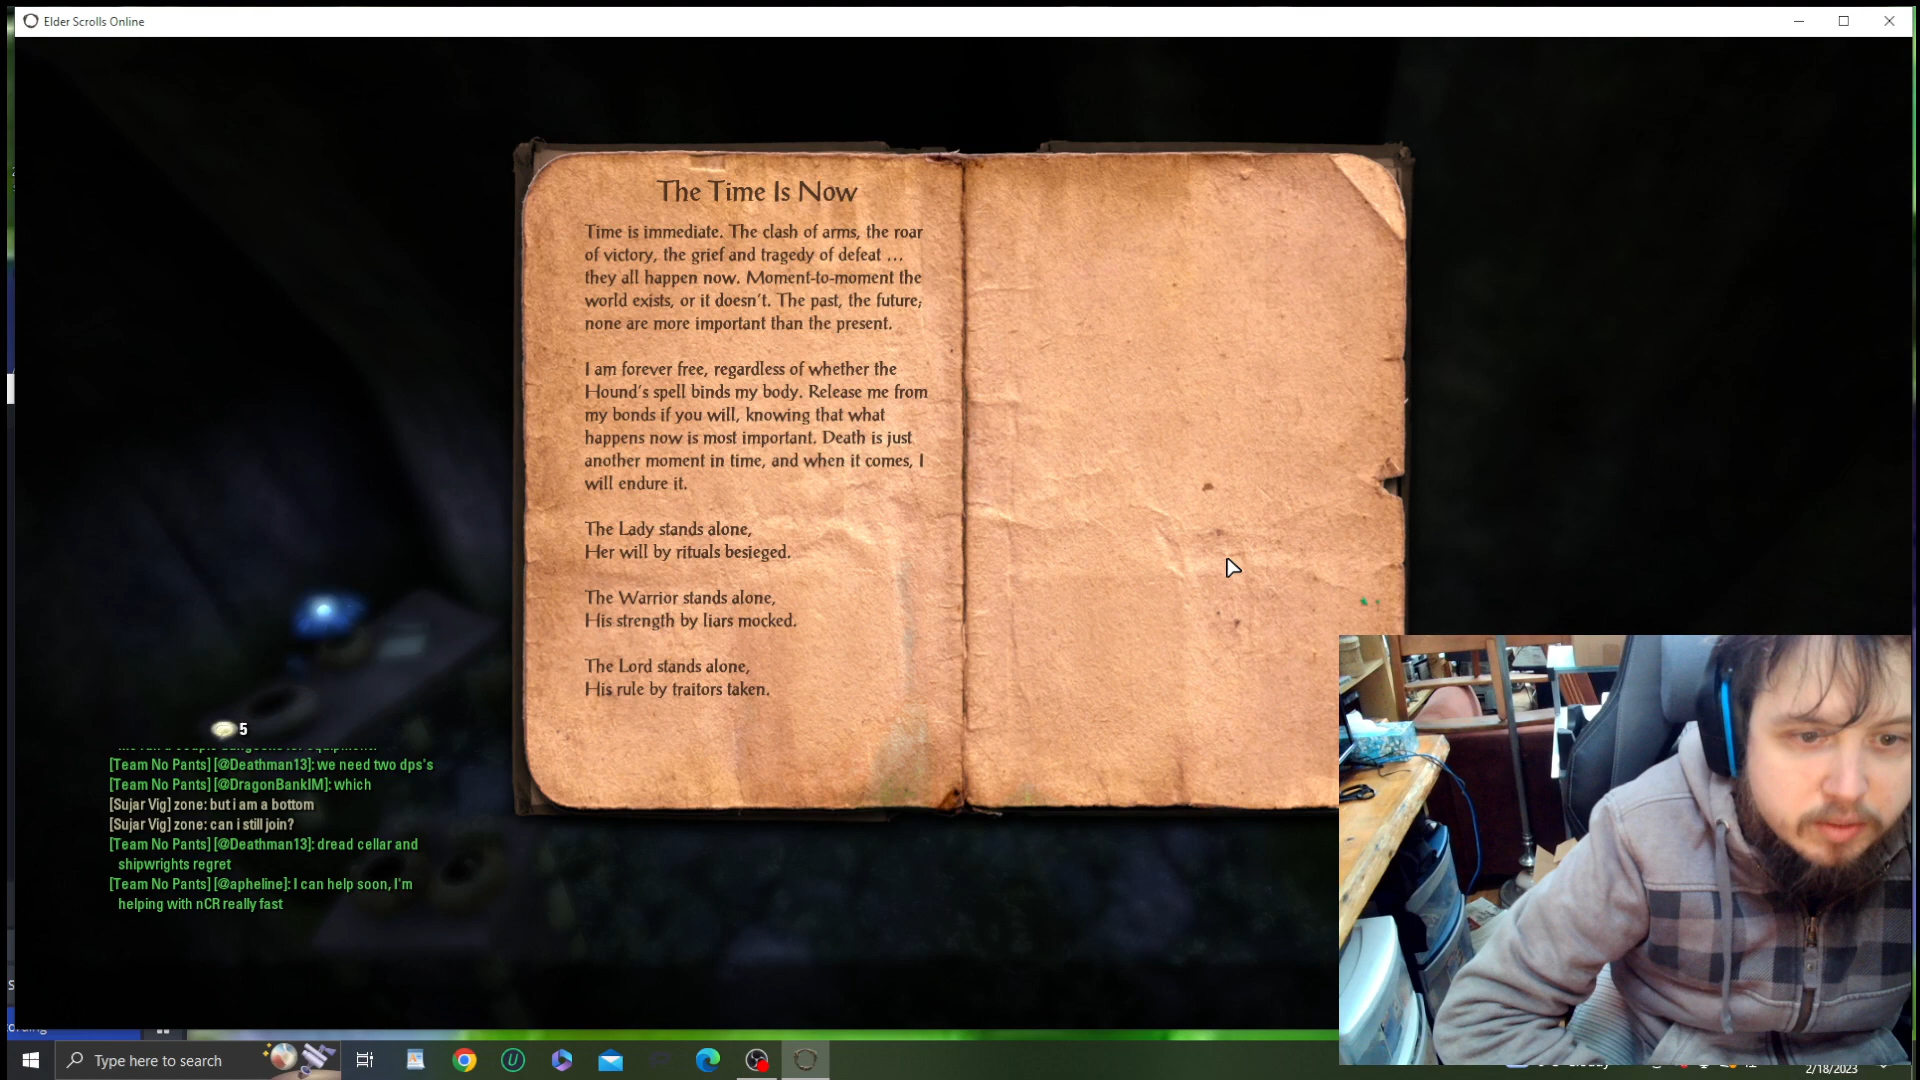 Elder Scrolls Online
The Time Is Now
Time is immediate. The clash of arms, the roar
of victory, the grief and tragedy of defeat ...
they all happen now. Moment-to-moment the
world exists, or it doesn't. The past, the future;
none are more important than the present.
I am forever free, regardless of whether the
Hound's spell binds my body. Release me from
my bonds if you will, knowing that what
happens now is most important. Death is just
another moment in time, and when it comes, I
will endure it.
The Lady stands alone,
Her will by rituals besieged.
The Warrior stands alone,
His strength by liars mocked.
The Lord stands alone,
His rule by traitors taken.
5
[Team No Pants] [@Deathman13]: we need two dps's
[Team No Pants] [@DragonBankIM]: which
[Sujar Vig] zone: but i am a bottom
[Sujar Vig] zone: can i still join?
[Team No Pants] [@Deathman13]: dread cellar and
shipwrights regret
[Team No Pants] [@apheline]: I can help soon, I'm
helping with nCR really fast
Type here to search
2/18/2023